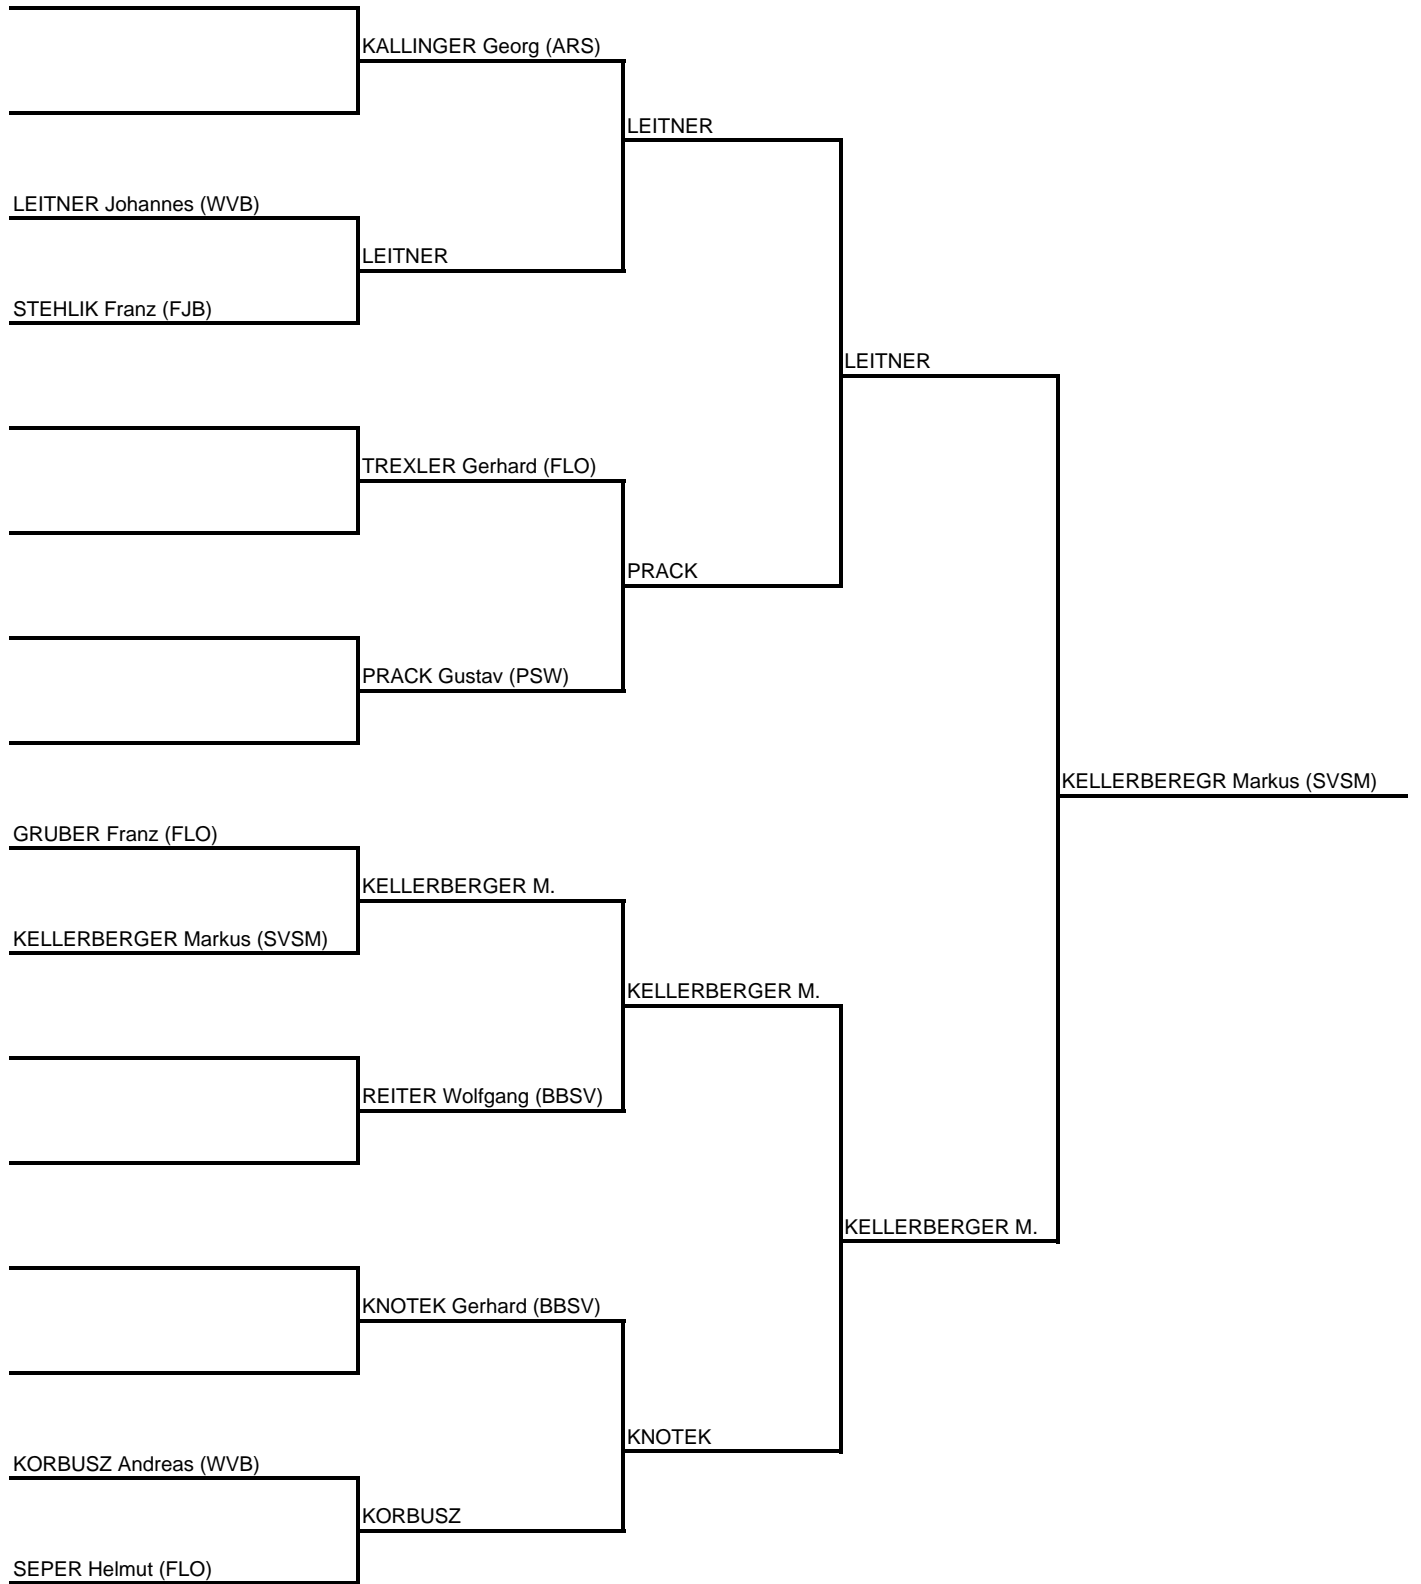 KALLINGER Georg (ARS)
LEITNER
LEITNER Johannes (WVB)
LEITNER
STEHLIK Franz (FJB)
LEITNER
TREXLER Gerhard (FLO)
PRACK
PRACK Gustav (PSW)
KELLERBEREGR Markus (SVSM)
GRUBER Franz (FLO)
KELLERBERGER M.
KELLERBERGER Markus (SVSM)
KELLERBERGER M.
REITER Wolfgang (BBSV)
KELLERBERGER M.
KNOTEK Gerhard (BBSV)
KNOTEK
KORBUSZ Andreas (WVB)
KORBUSZ
SEPER Helmut (FLO)